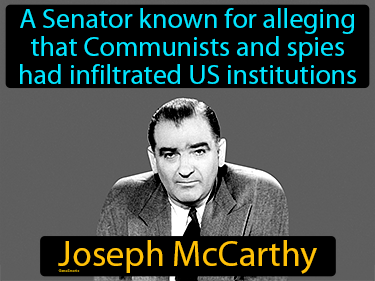 A Senator known for alleging
that Communists and spies
had infiltrated US institutions
Joseph McCarthy